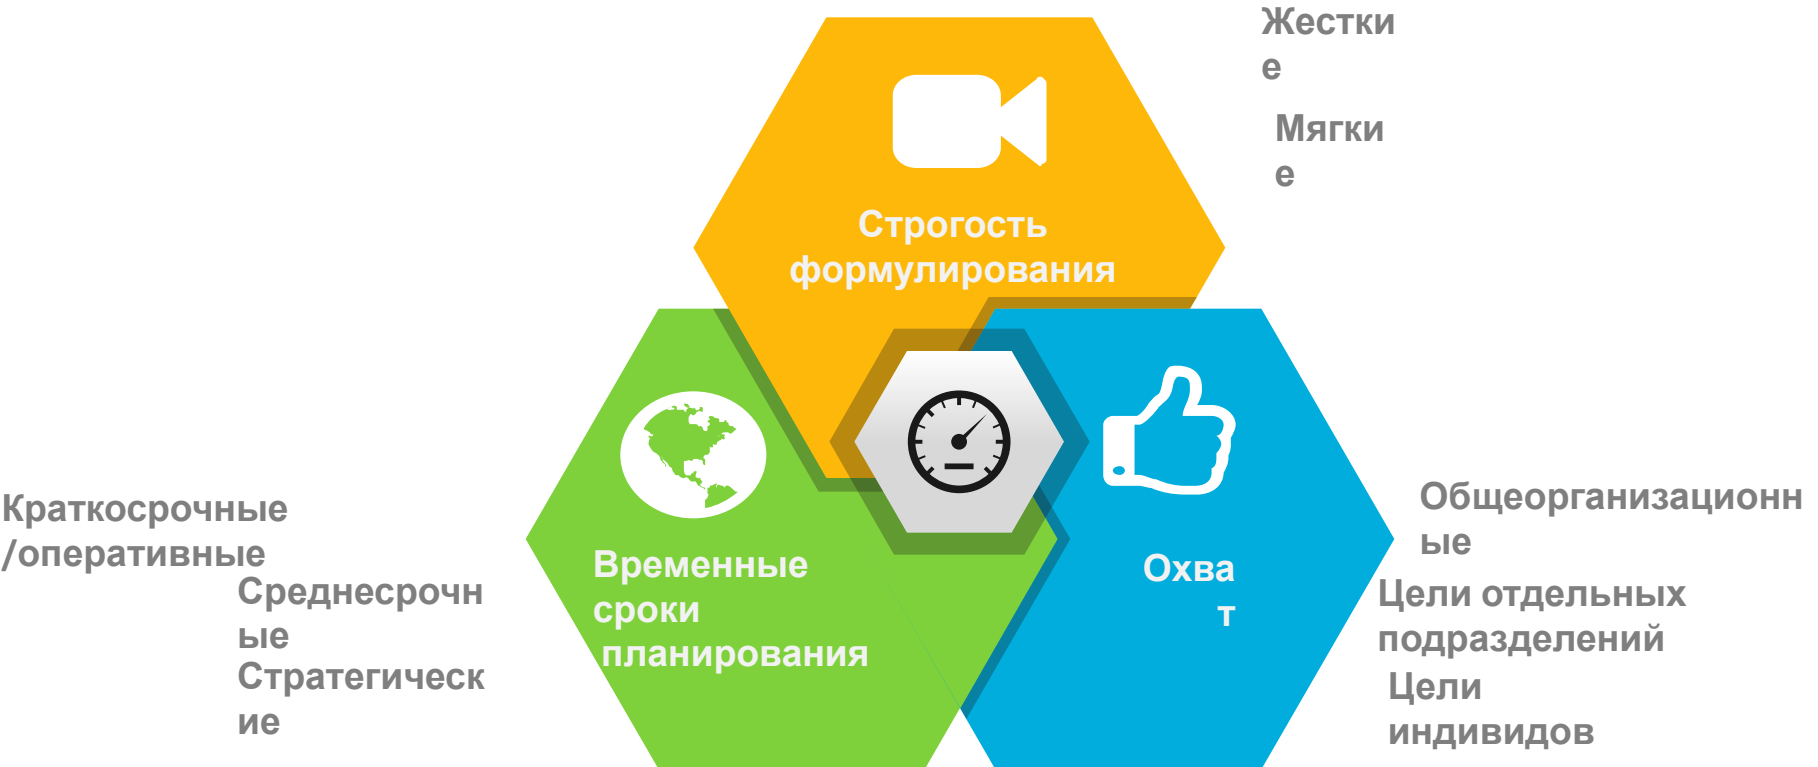 Жестки
е
Мягки
е
Строгость
формулирования
Краткосрочные
/оперативные
Среднесрочн
ые
Стратегическ
ие
Временные
сроки
планирования
Охва
т
Общеорганизационн
ые
Цели отдельных
подразделений
Цели
индивидов